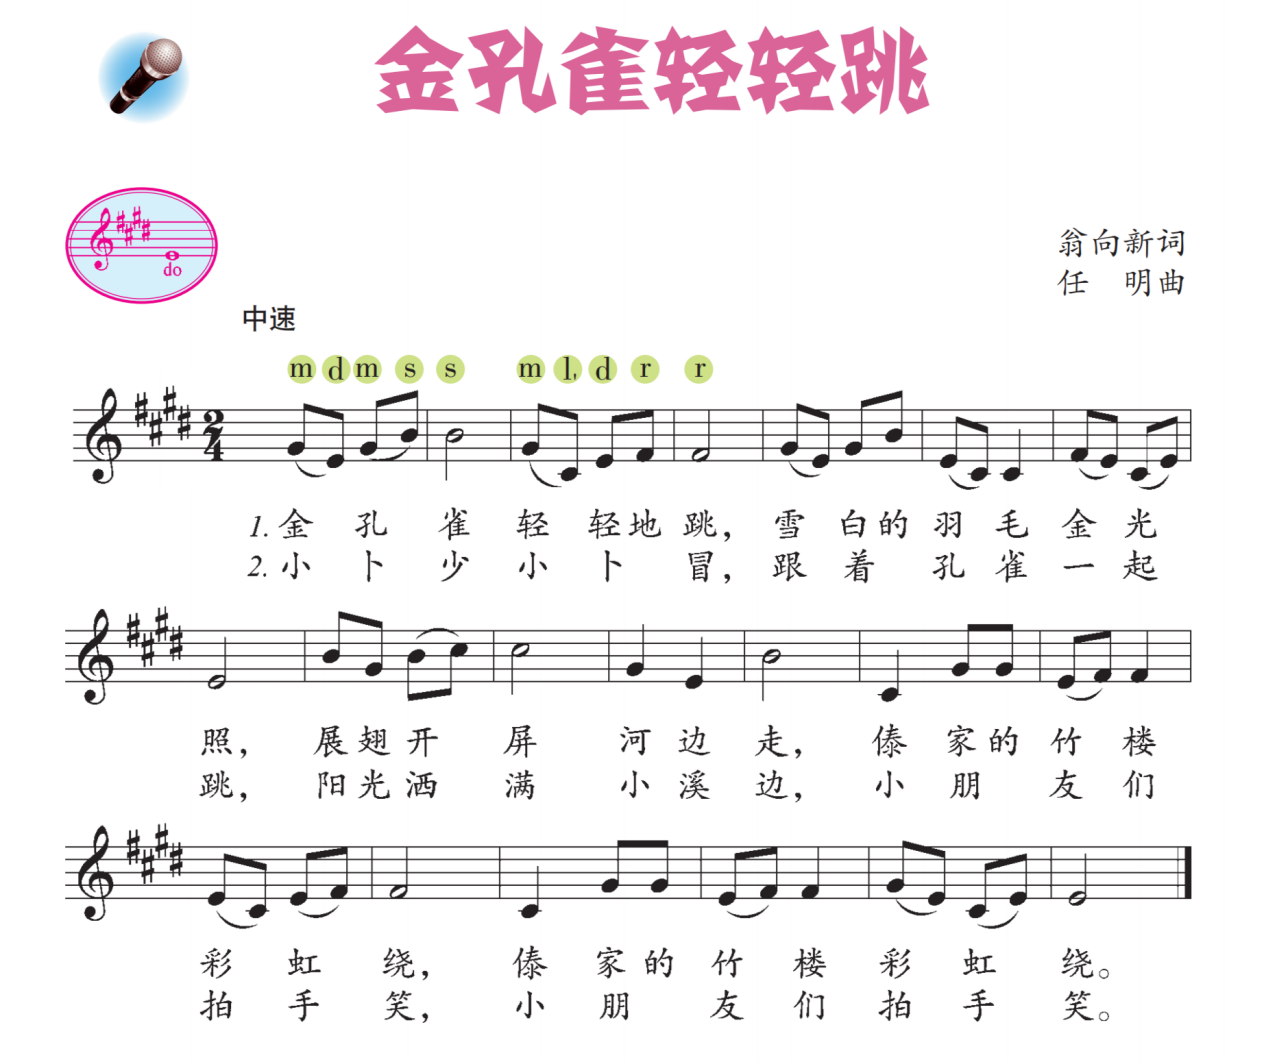 金孔雀轻轻跳
do
翁向新词
任　明曲
中速
m d m s s m l, d r r
2
4
1. 金 孔 雀 轻 轻 地 跳， 雪 白 的 羽 毛 金 光
2. 小 卜 少 小 卜 冒， 跟 着 孔 雀 一 起
照， 展 翅 开 屏 河 边 走， 傣 家 的 竹 楼
跳， 阳 光 洒 满 小 溪 边， 小 朋 友 们
彩 虹 绕， 傣 家 的 竹 楼 彩 虹 绕。
拍 手 笑， 小 朋 友 们 拍 手 笑。